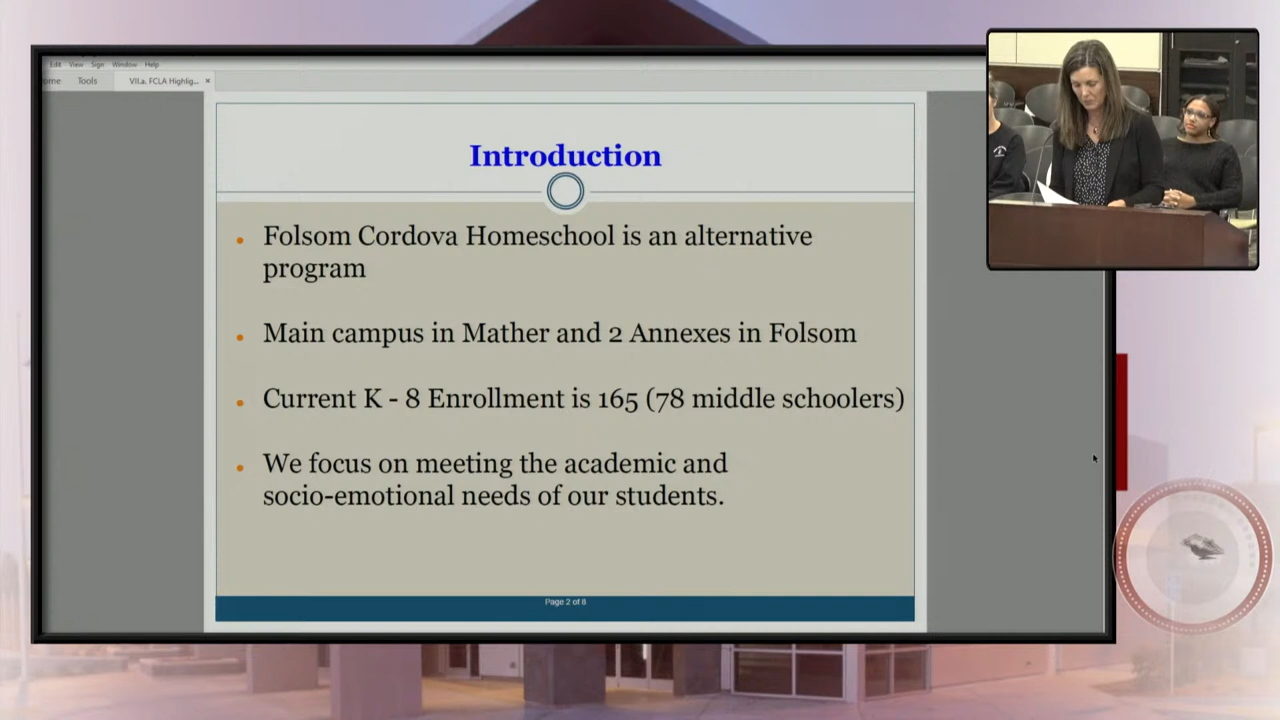 Edit View Sign Window Help
ome Tools VII.a. FCLA Highlig... ×
Introduction
• Folsom Cordova Homeschool is an alternative
program
• Main campus in Mather and 2 Annexes in Folsom
• Current K - 8 Enrollment is 165 (78 middle schoolers)
• We focus on meeting the academic and
socio-emotional needs of our students.
Page 2 of 8